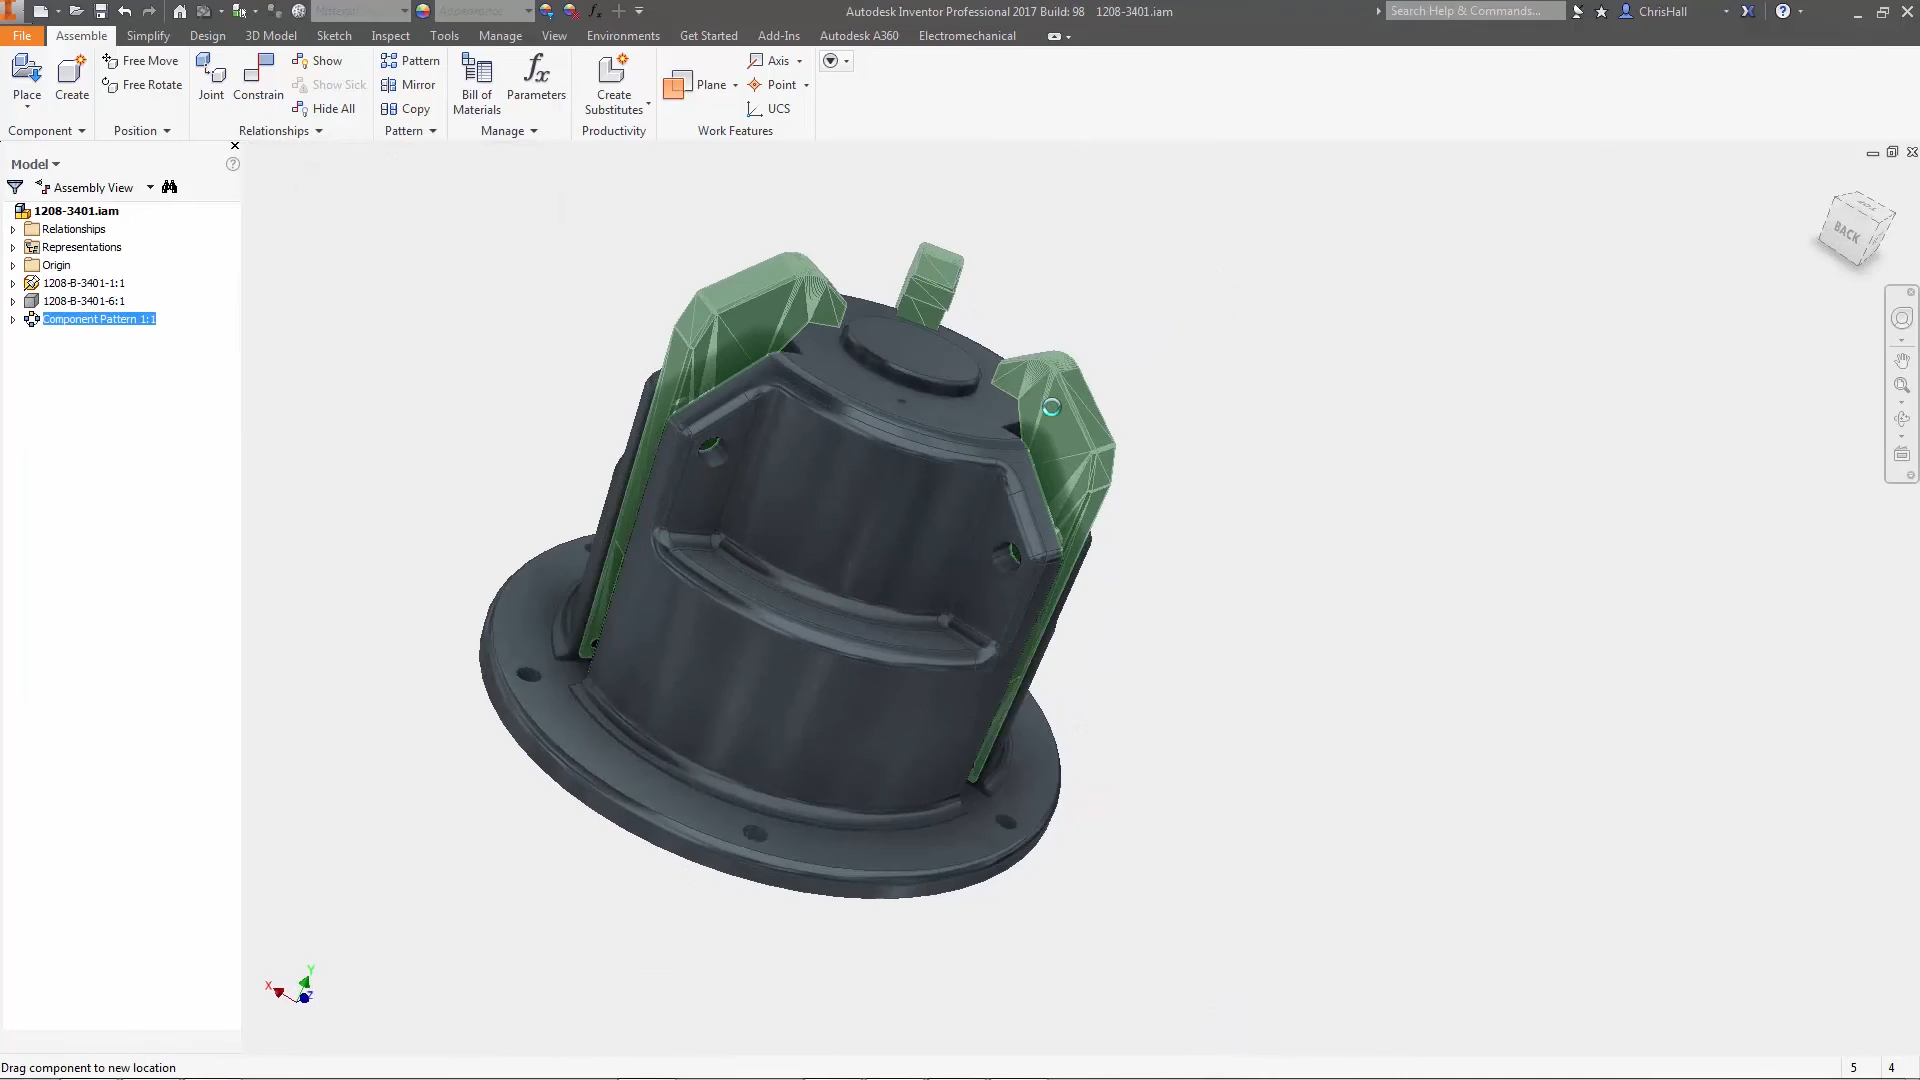 Material
Appearance
Autodesk Inventor Professional 2017 Build: 98 1208-3401.iam
Search Help & Commands...
ChrisHall
File Assemble Simplify Design 3D Model Sketch Inspect Tools Manage View Environments Get Started Add-Ins Autodesk A360 Electromechanical
Place
Create
Component
Free Move
Free Rotate
Position
Joint
Constrain
Show
Show Sick
Hide All
Relationships
Pattern
Mirror
Copy
Pattern
Bill of
Materials
fx
Parameters
Manage
Create
Substitutes
Productivity
Plane
Axis
Point
UCS
Work Features
Model
Assembly View
1208-3401.iam
Relationships
Representations
Origin
1208-B-3401-1:1
1208-B-3401-6:1
Component Pattern 1:1
TOP
BACK
Y
X
Z
Drag component to new location
5 4